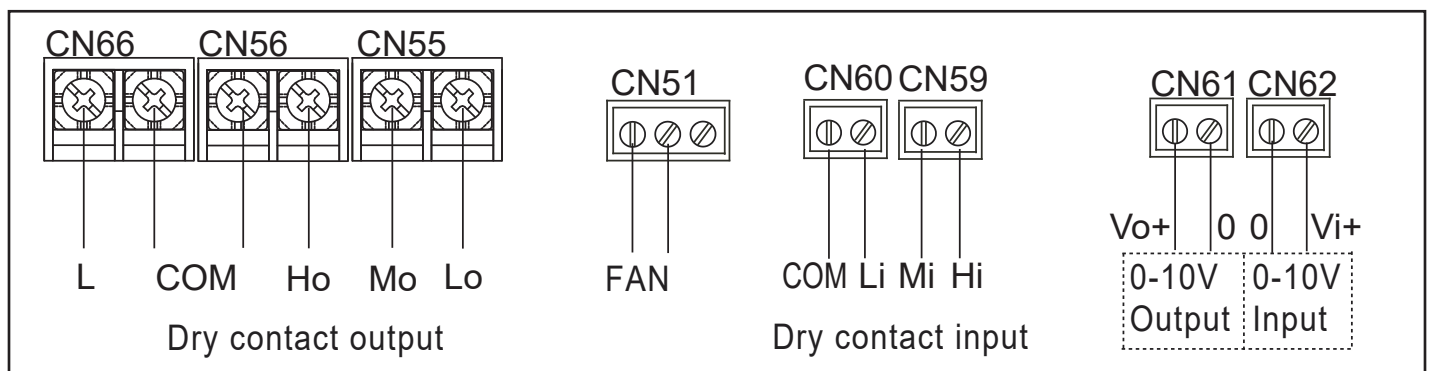 CN66 CN56 CN55
CN51
CN60 CN59
CN61 CN62
L COM Ho Mo Lo
Dry contact output
FAN
COM Li Mi Hi
Dry contact input
Vo+ 0 0 Vi+
0-10V 0-10V
Output Input